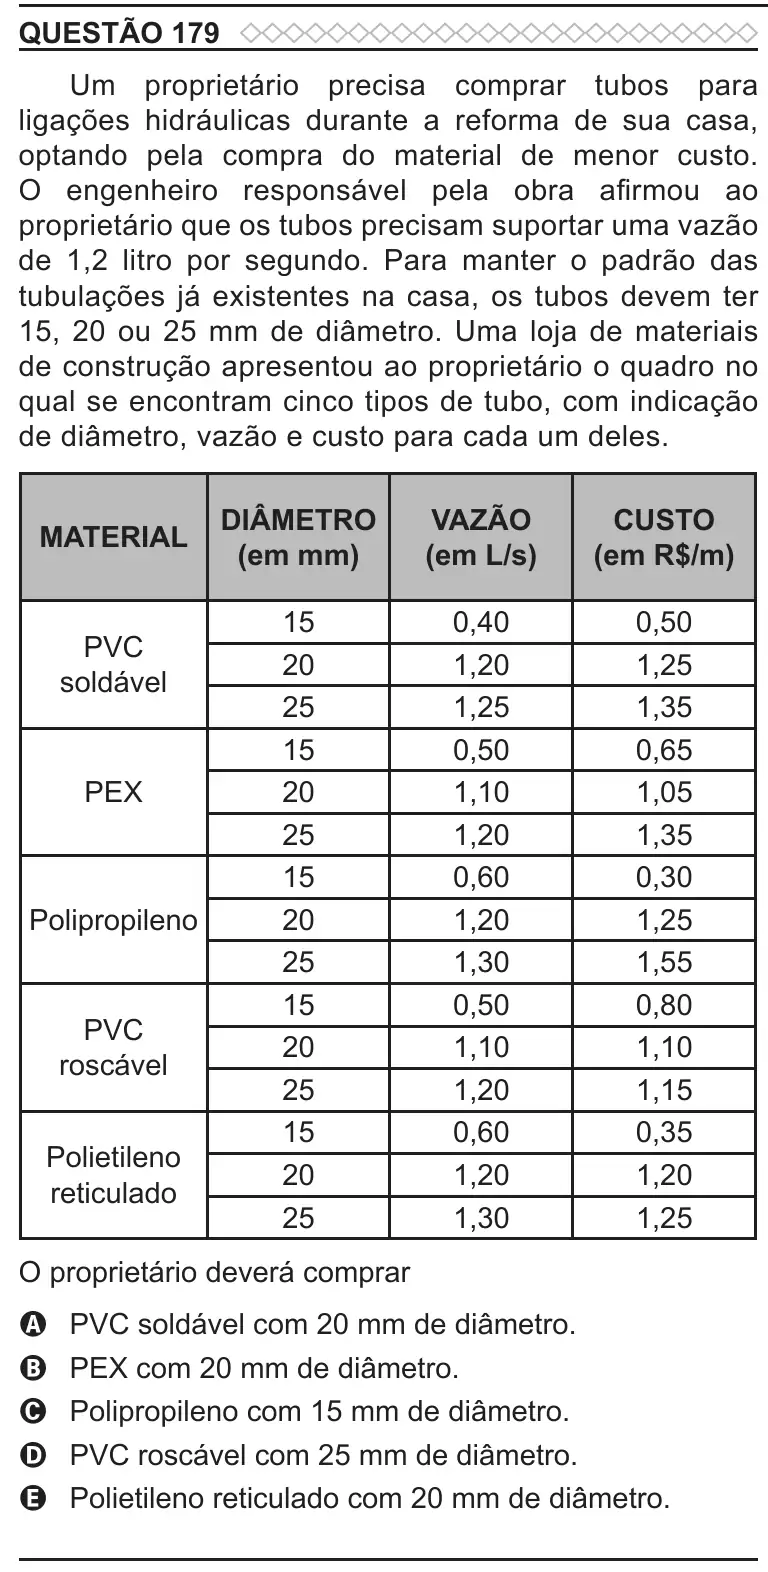 QUESTÃO 179
Um proprietário precisa comprar tubos para
ligações hidráulicas durante a reforma de sua casa,
optando pela compra do material de menor custo.
O engenheiro responsável pela obra afirmou ao
proprietário que os tubos precisam suportar uma vazão
de 1,2 litro por segundo. Para manter o padrão das
tubulações já existentes na casa, os tubos devem ter
15, 20 ou 25 mm de diâmetro. Uma loja de materiais
de construção apresentou ao proprietário o quadro no
qual se encontram cinco tipos de tubo, com indicação
de diâmetro, vazão e custo para cada um deles.
MATERIAL DIÂMETRO (em mm) VAZÃO (em L/s) CUSTO (em R$/m)
PVC soldável
15 0,40 0,50
20 1,20 1,25
25 1,25 1,35
PEX
15 0,50 0,65
20 1,10 1,05
25 1,20 1,35
Polipropileno
15 0,60 0,30
20 1,20 1,25
25 1,30 1,55
PVC roscável
15 0,50 0,80
20 1,10 1,10
25 1,20 1,15
Polietileno reticulado
15 0,60 0,35
20 1,20 1,20
25 1,30 1,25
O proprietário deverá comprar
A PVC soldável com 20 mm de diâmetro.
B PEX com 20 mm de diâmetro.
C Polipropileno com 15 mm de diâmetro.
D PVC roscável com 25 mm de diâmetro.
E Polietileno reticulado com 20 mm de diâmetro.